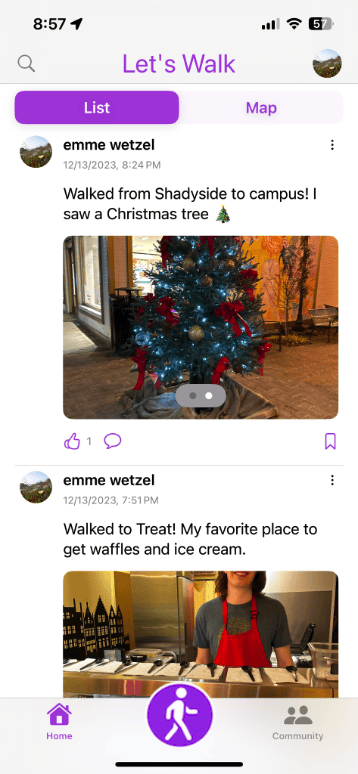 8:57
57
Let's Walk
List Map
emme wetzel
12/13/2023, 8:24 PM
Walked from Shadyside to campus! I
saw a Christmas tree 🎄
1
emme wetzel
12/13/2023, 7:51 PM
Walked to Treat! My favorite place to
get waffles and ice cream.
Home Community